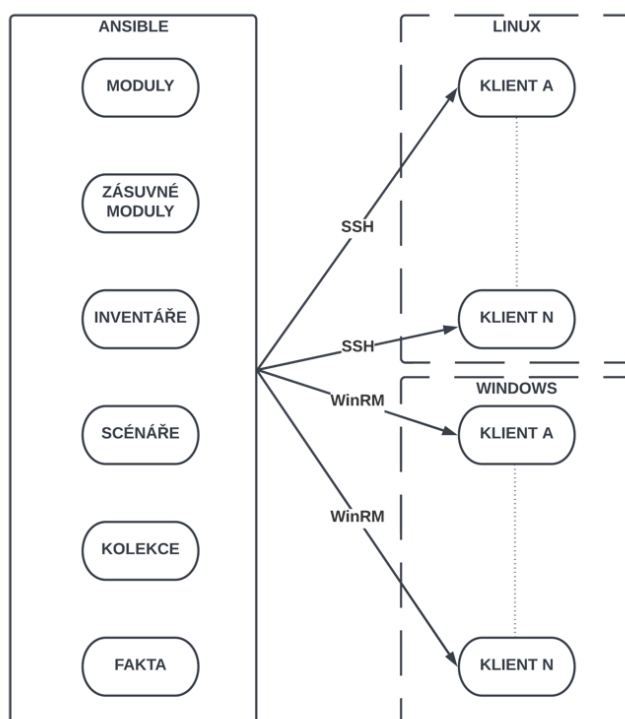 ANSIBLE
MODULY
ZÁSUVNÉ
MODULY
INVENTÁŘE
SCÉNÁŘE
KOLEKCE
FAKTA
SSH
SSH
WinRM
WinRM
LINUX
KLIENT A
KLIENT N
WINDOWS
KLIENT A
KLIENT N